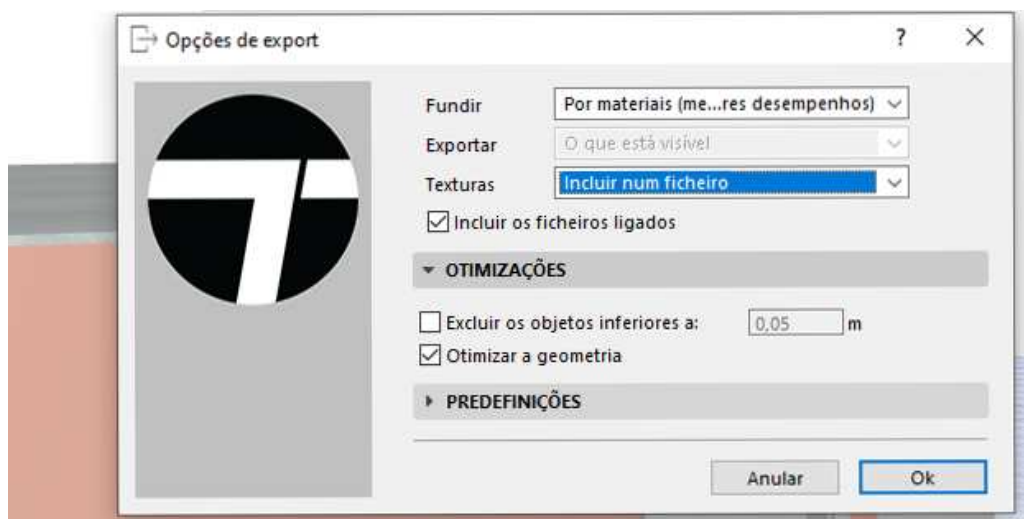 Opções de export ?
Fundir Por materiais (me...res desempenhos)
Exportar O que está visível
Texturas Incluir num ficheiro
Incluir os ficheiros ligados
OTIMIZAÇÕES
Excluir os objetos inferiores a: 0,05 m
Otimizar a geometria
PREDEFINIÇÕES
Anular Ok